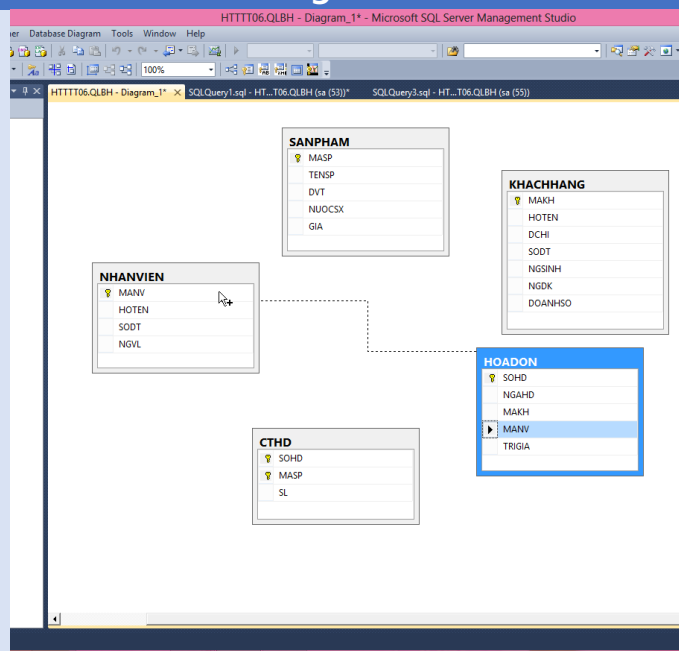 HTTTT06.QLBH - Diagram_1* - Microsoft SQL Server Management Studio
Database Diagram Tools Window Help
100%
HTTTT06.QLBH - Diagram_1* SQLQuery1.sql - HT...T06.QLBH (sa (53))* SQLQuery3.sql - HT...T06.QLBH (sa (55))
SANPHAM
MASP
TENSP
DVT
NUOCSX
GIA
KHACHHANG
MAKH
HOTEN
DCHI
SODT
NGSINH
NGDK
DOANHSO
NHANVIEN
MANV
HOTEN
SODT
NGVL
HOADON
SOHD
NGAHD
MAKH
MANV
TRIGIA
CTHD
SOHD
MASP
SL